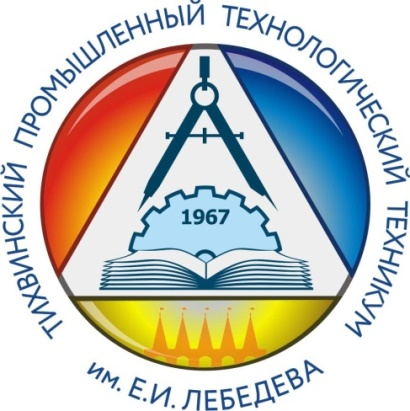 ТИХВИНСКИЙ ПРОМЫШЛЕННЫЙ ТЕХНОЛОГИЧЕСКИЙ ТЕХНИКУМ
1967
им. Е.И. ЛЕБЕДЕВА